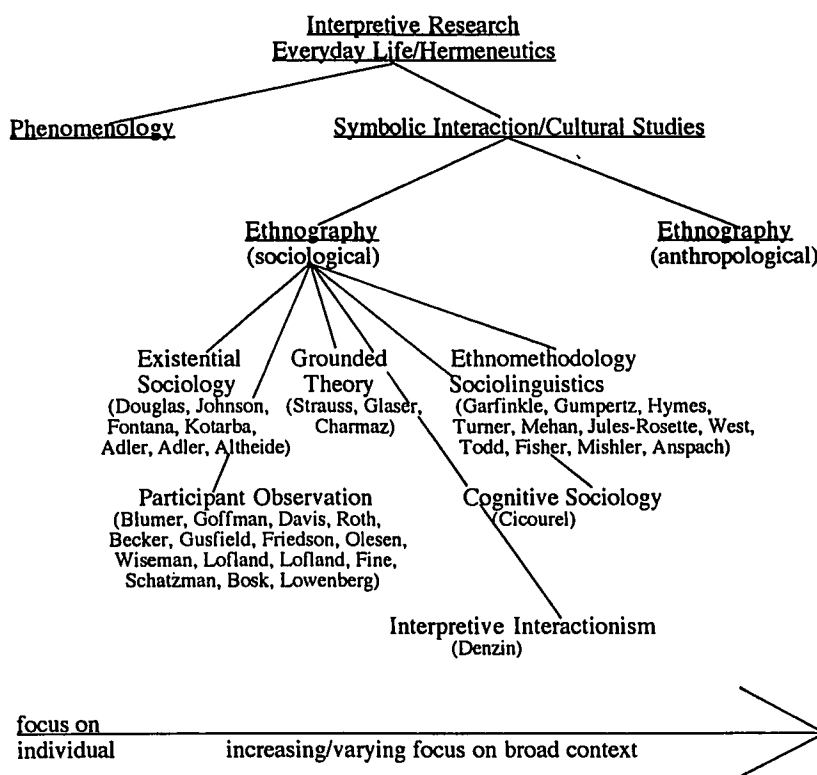 Interpretive Research
Everyday Life/Hermeneutics
Phenomenology
Symbolic Interaction/Cultural Studies
Ethnography
(sociological)
Ethnography
(anthropological)
Existential
Sociology
(Douglas, Johnson,
Fontana, Kotarba,
Adler, Adler, Altheide)
Grounded
Theory
(Strauss, Glaser,
Charmaz)
Ethnomethodology
Sociolinguistics
(Garfinkle, Gumpertz, Hymes,
Turner, Mehan, Jules-Rosette, West,
Todd, Fisher, Mishler, Anspach)
Participant Observation
(Blumer, Goffman, Davis, Roth,
Becker, Gusfield, Friedson, Olesen,
Wiseman, Lofland, Lofland, Fine,
Schatzman, Bosk, Lowenberg)
Cognitive Sociology
(Cicourel)
Interpretive Interactionism
(Denzin)
focus on
individual
increasing/varying focus on broad context